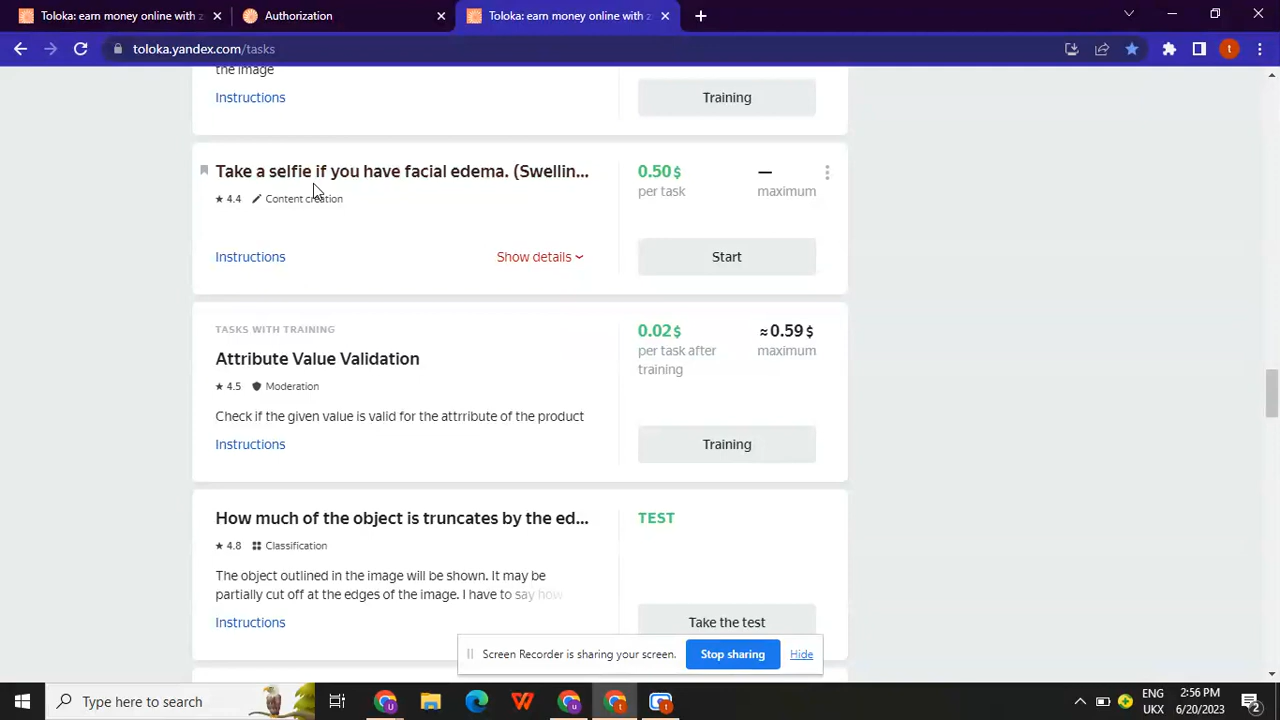 Toloka: earn money online with
Authorization
Toloka: earn money online with
toloka.yandex.com/tasks
t
the image
Instructions
Training
Take a selfie if you have facial edema. (Swellin...
0.50 $
per task
—
maximum
4.4 Content creation
Instructions
Show details
Start
TASKS WITH TRAINING
Attribute Value Validation
4.5 Moderation
Check if the given value is valid for the attrribute of the product
Instructions
0.02 $
per task after
training
≈0.59 $
maximum
Training
How much of the object is truncates by the ed...
4.8 Classification
The object outlined in the image will be shown. It may be
partially cut off at the edges of the image. I have to say how
Instructions
TEST
Take the test
Screen Recorder is sharing your screen.
Stop sharing
Hide
Type here to search
ENG
UKX
2:56 PM
6/20/2023
2